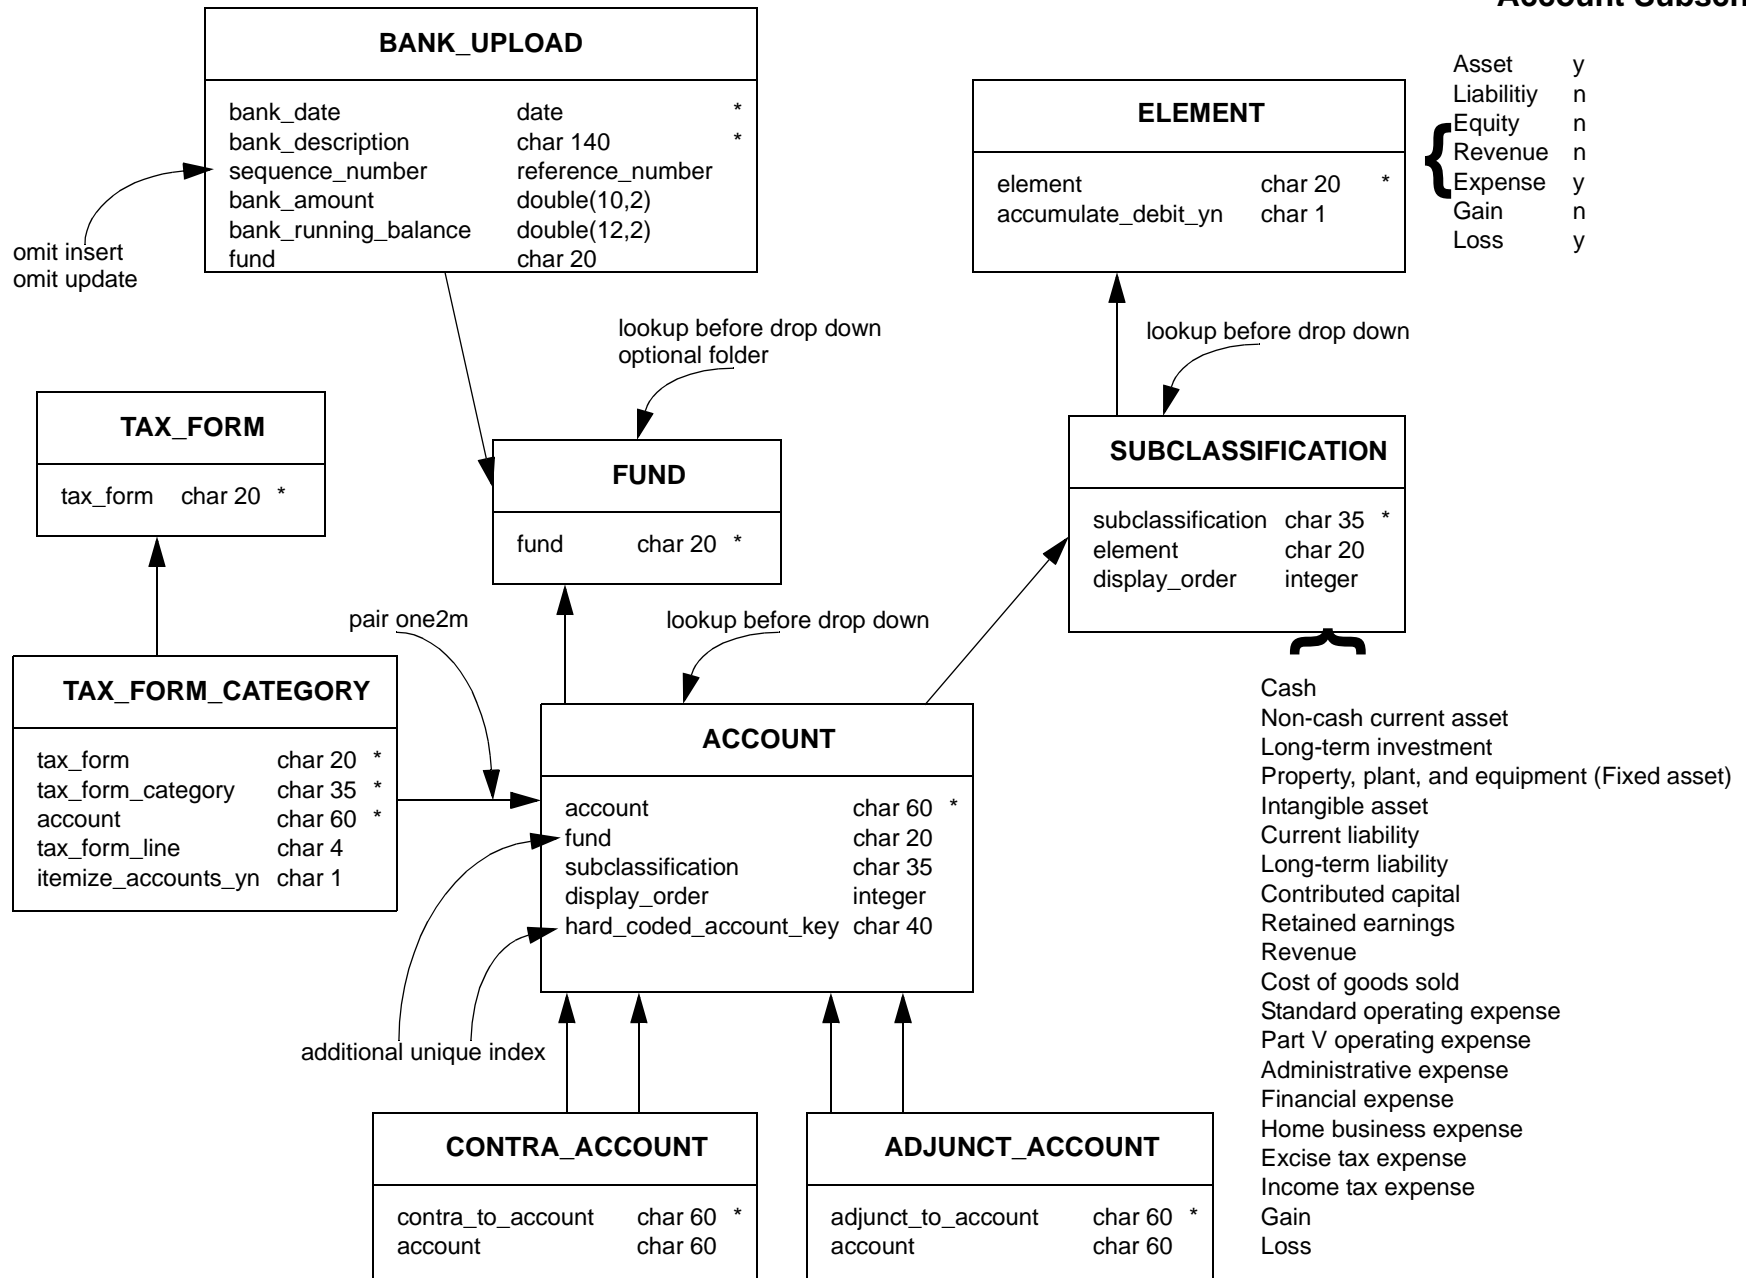 Account Subsch
BANK_UPLOAD
bank_date date *
bank_description char 140 *
sequence_number reference_number
bank_amount double(10,2)
bank_running_balance double(12,2)
fund char 20
omit insert
omit update
ELEMENT
element char 20 *
accumulate_debit_yn char 1
Asset y
Liabilitiy n
Equity n
Revenue n
Expense y
Gain n
Loss y
lookup before drop down
optional folder
lookup before drop down
TAX_FORM
tax_form char 20 *
FUND
fund char 20 *
SUBCLASSIFICATION
subclassification char 35 *
element char 20
display_order integer
pair one2m
lookup before drop down
TAX_FORM_CATEGORY
tax_form char 20 *
tax_form_category char 35 *
account char 60 *
tax_form_line char 4
itemize_accounts_yn char 1
ACCOUNT
account char 60 *
fund char 20
subclassification char 35
display_order integer
hard_coded_account_key char 40
additional unique index
Cash
Non-cash current asset
Long-term investment
Property, plant, and equipment (Fixed asset)
Intangible asset
Current liability
Long-term liability
Contributed capital
Retained earnings
Revenue
Cost of goods sold
Standard operating expense
Part V operating expense
Administrative expense
Financial expense
Home business expense
Excise tax expense
Income tax expense
Gain
Loss
CONTRA_ACCOUNT
contra_to_account char 60 *
account char 60
ADJUNCT_ACCOUNT
adjunct_to_account char 60 *
account char 60